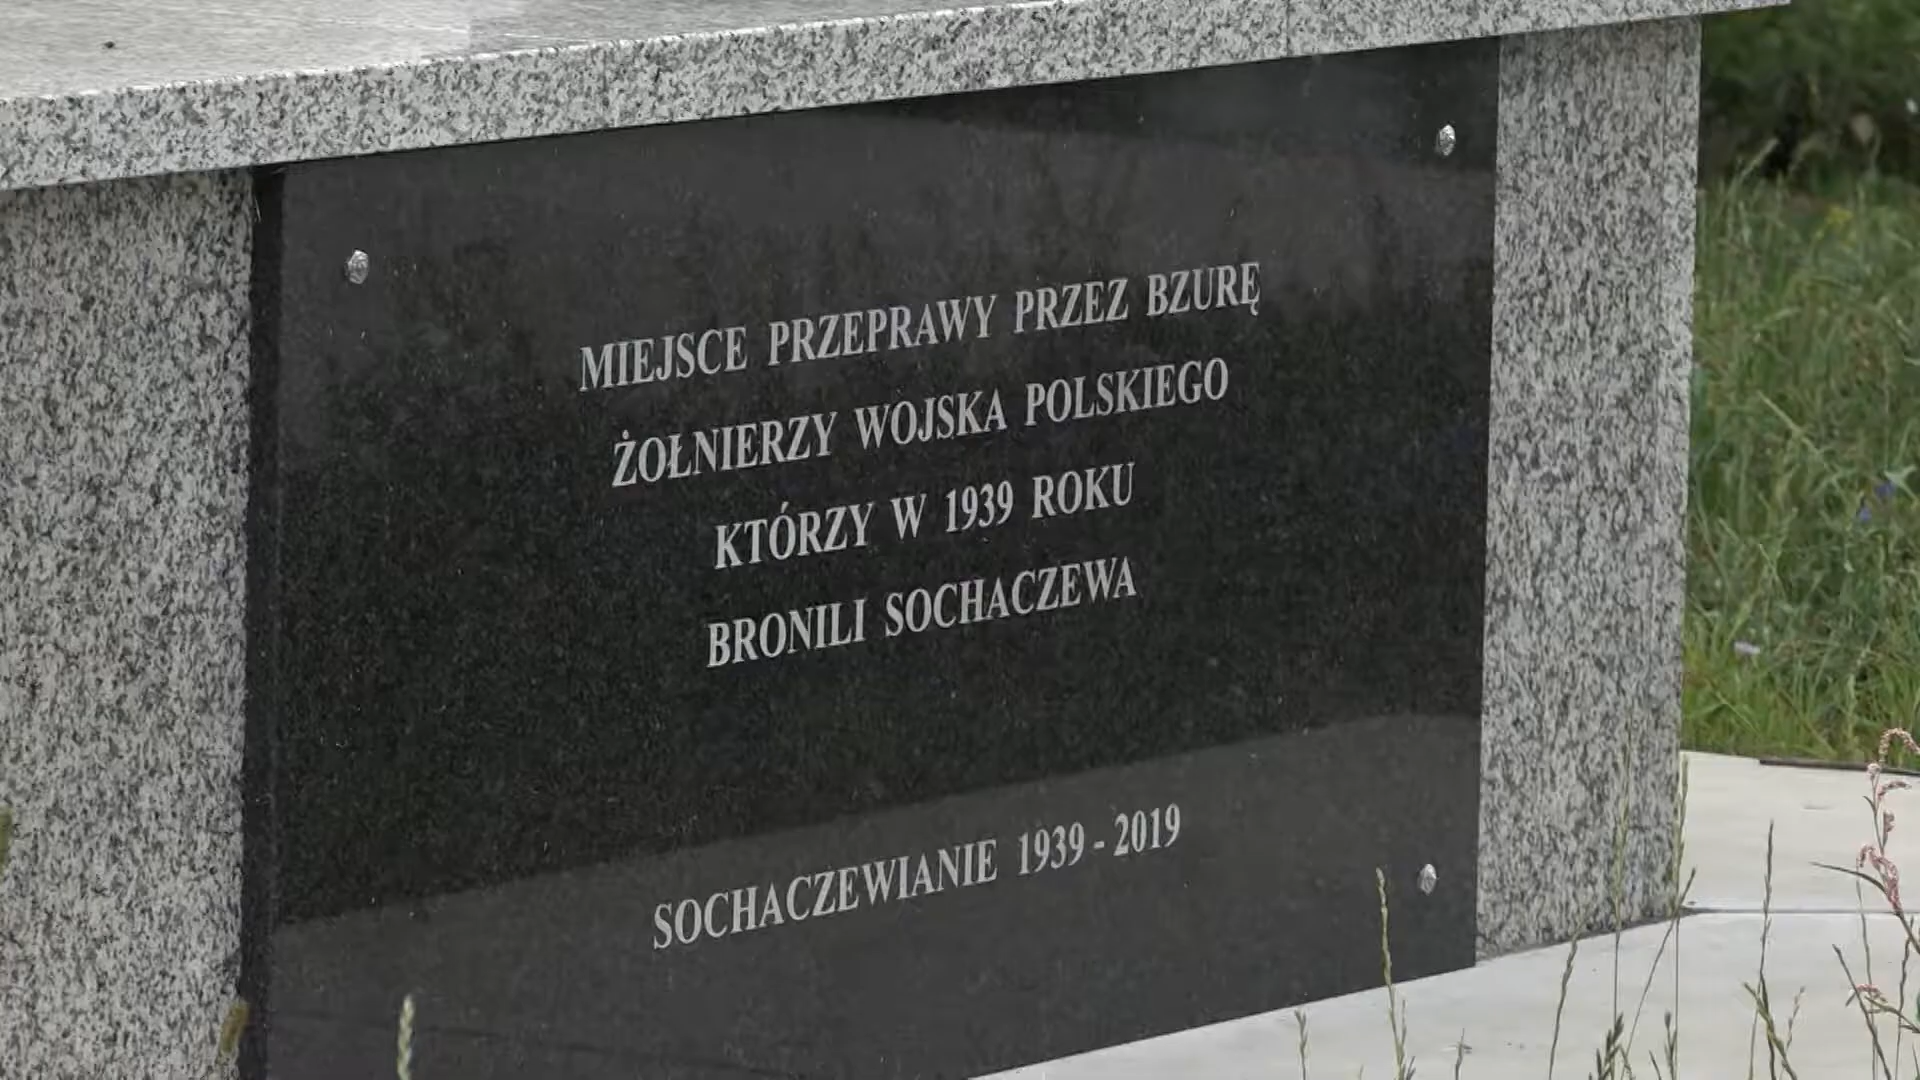 MIEJSCE PRZEPRAWY PRZEZ BZURĘ
ŻOŁNIERZY WOJSKA POLSKIEGO
KTÓRZY W 1939 ROKU
BRONILI SOCHACZEWA
SOCHACZEWIANIE 1939 - 2019